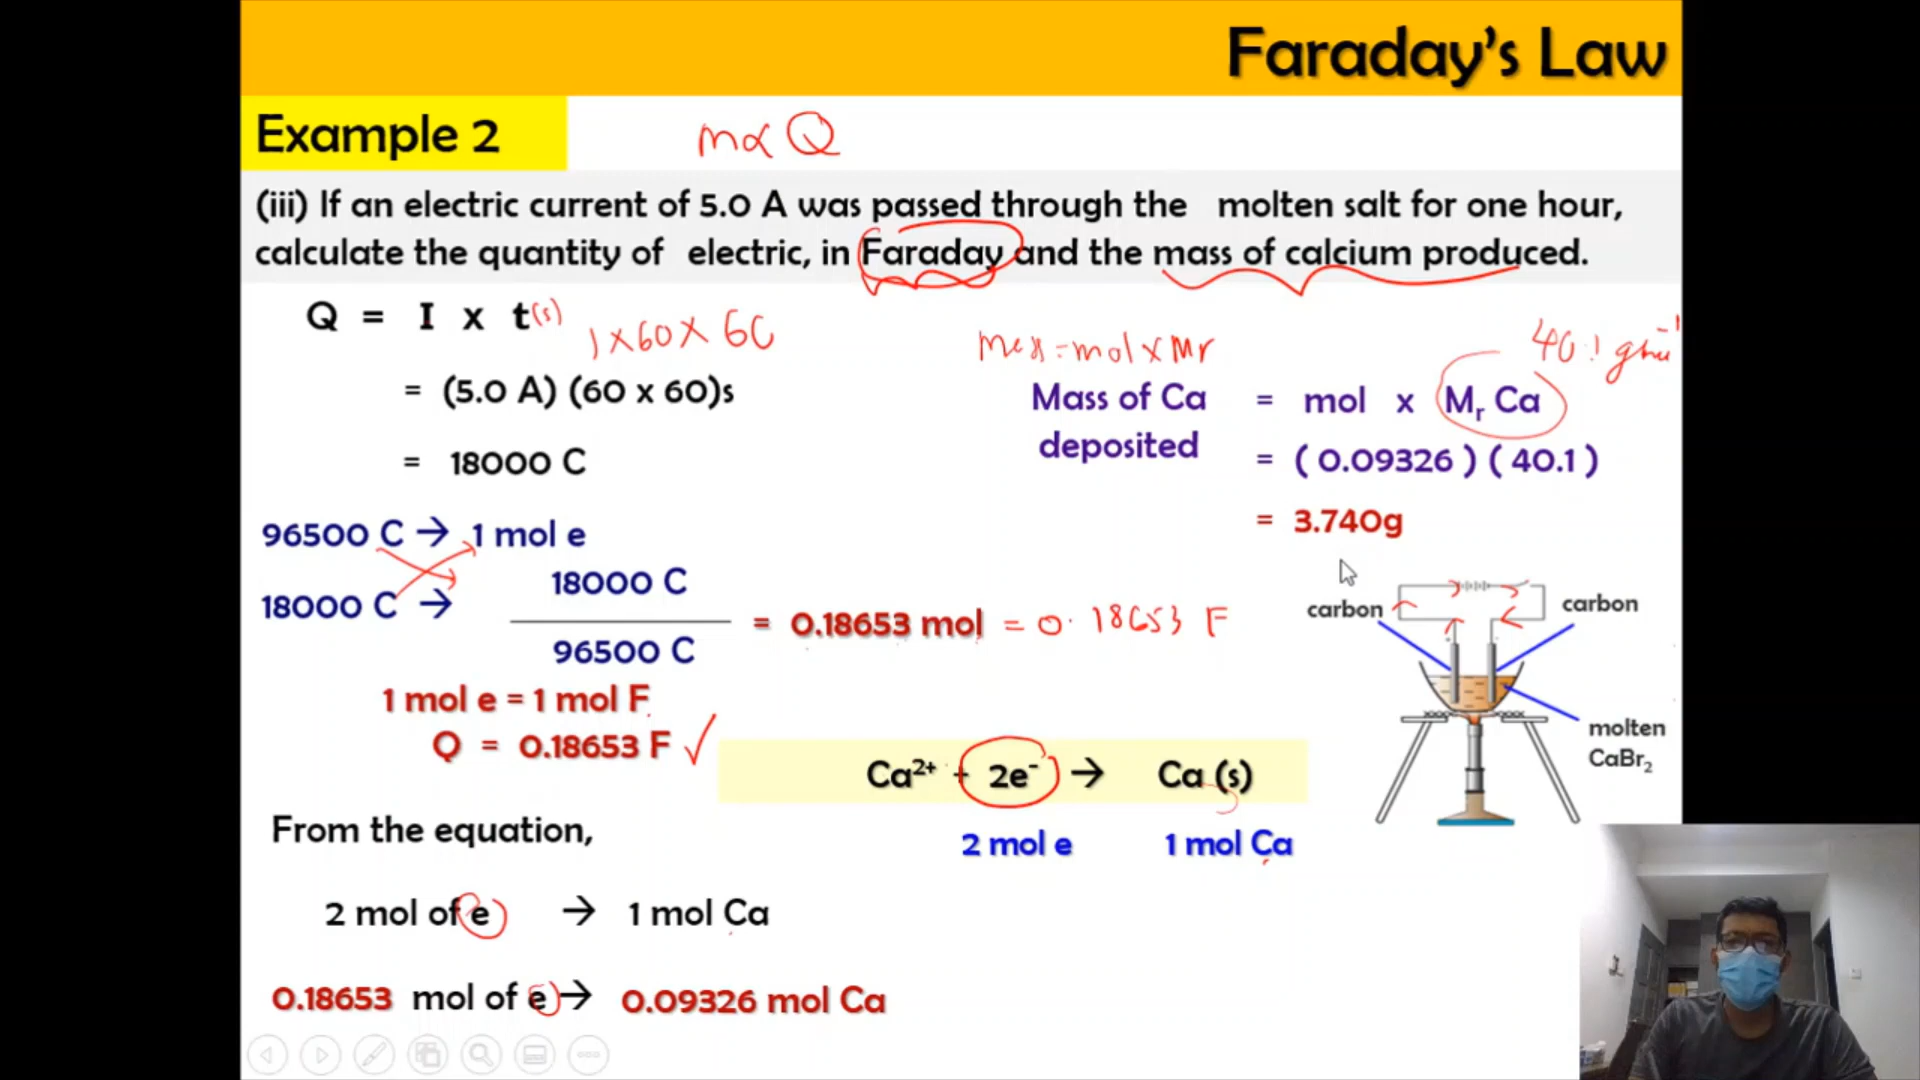 Faraday's Law
Example 2
m∝ Q
(iii) If an electric current of 5.0 A was passed through the molten salt for one hour,
calculate the quantity of electric, in Faraday and the mass of calcium produced.
Q = I x t (s)
1 x 60 x 60
= (5.0 A) (60 x 60)s
= 18000 C
96500 C → 1 mol e
18000 C →
18000 C
96500 C
= 0.18653 mol = 0.18653 F
1 mol e = 1 mol F
Q = 0.18653 F ✓
mass = mol x Mr
40.1 gmol⁻¹
Mass of Ca deposited = mol x Mᵣ Ca
= ( 0.09326 ) ( 40.1 )
= 3.740g
carbon
carbon
molten
CaBr₂
Ca²⁺ + 2e⁻ → Ca (s)
2 mol e 1 mol Ca
From the equation,
2 mol of e → 1 mol Ca
0.18653 mol of e → 0.09326 mol Ca